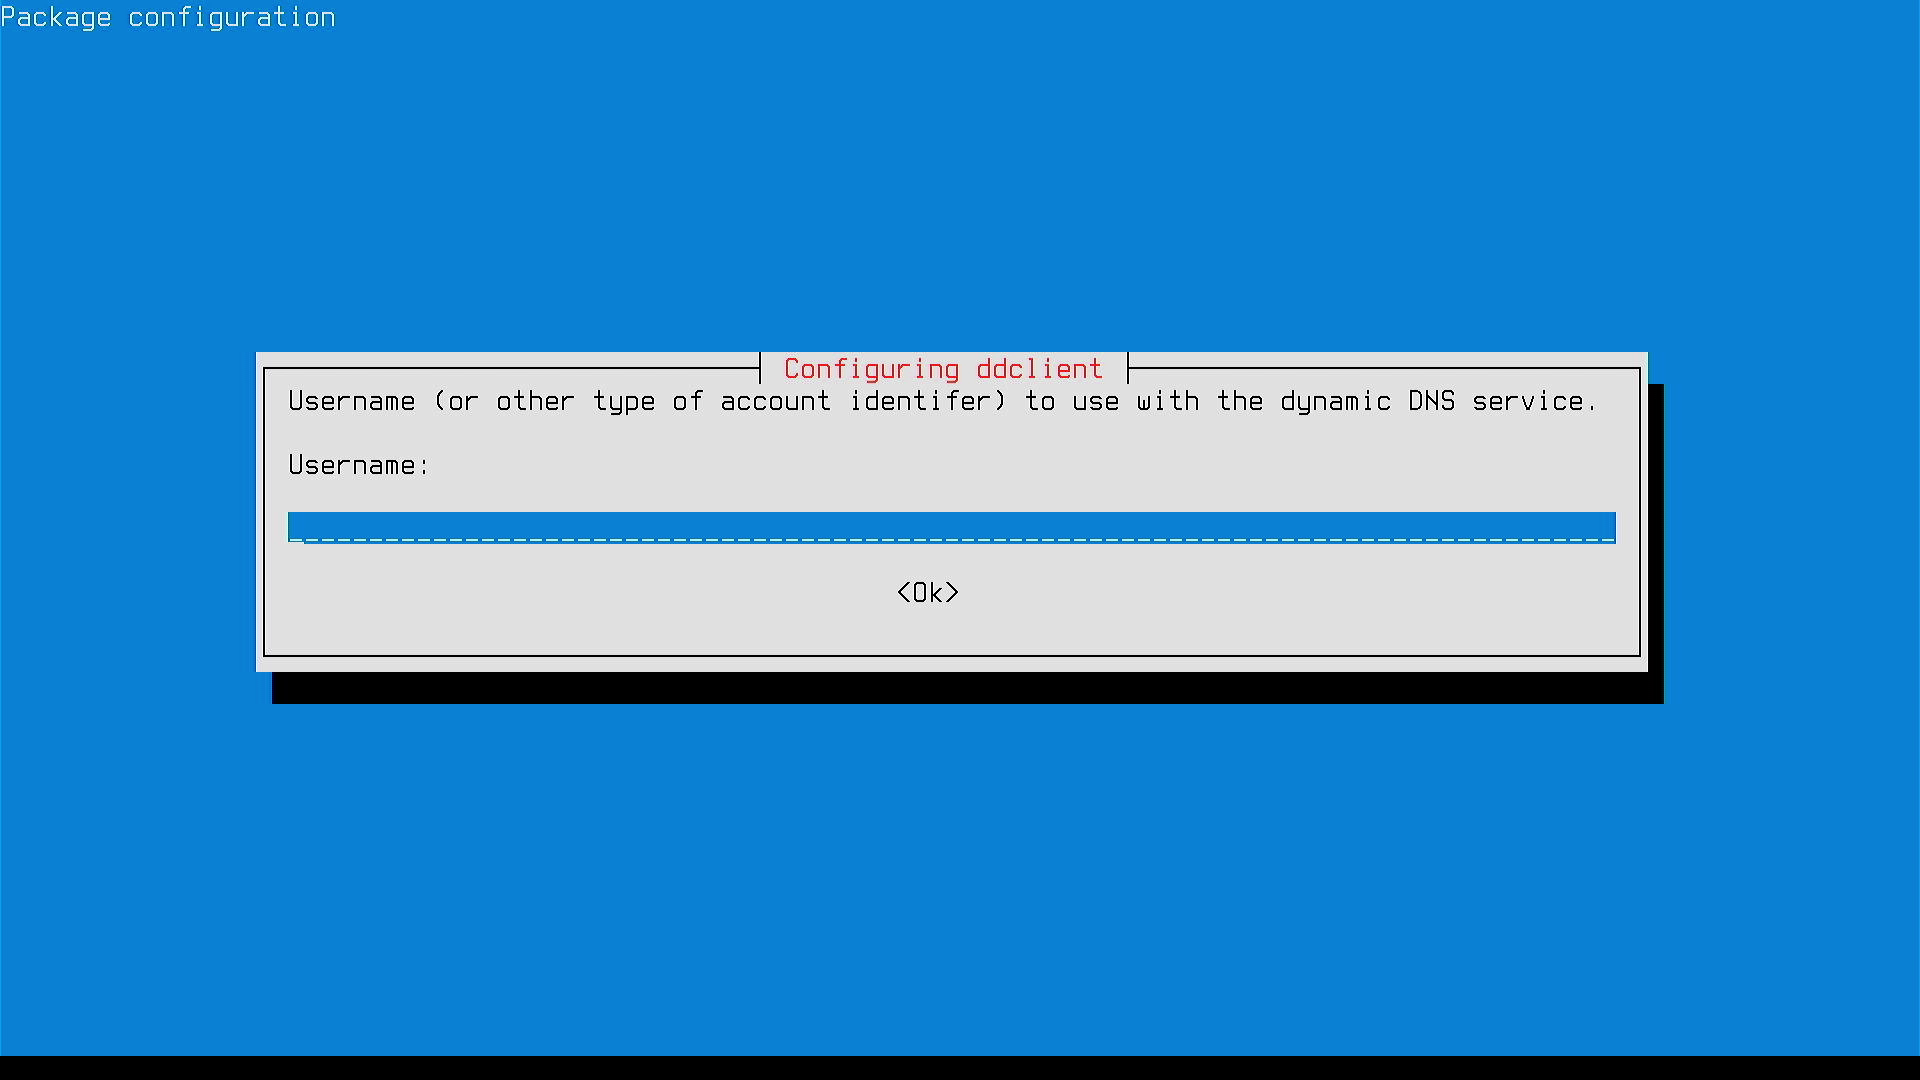 Package configuration
Configuring ddclient
Username (or other type of account identifer) to use with the dynamic DNS service.
Username:
<Ok>